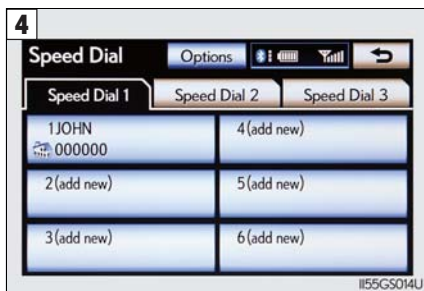 4
Speed Dial
Options
Speed Dial 1
Speed Dial 2
Speed Dial 3
1JOHN
000000
4(add new)
2(add new)
5(add new)
3(add new)
6(add new)
II55GS014U